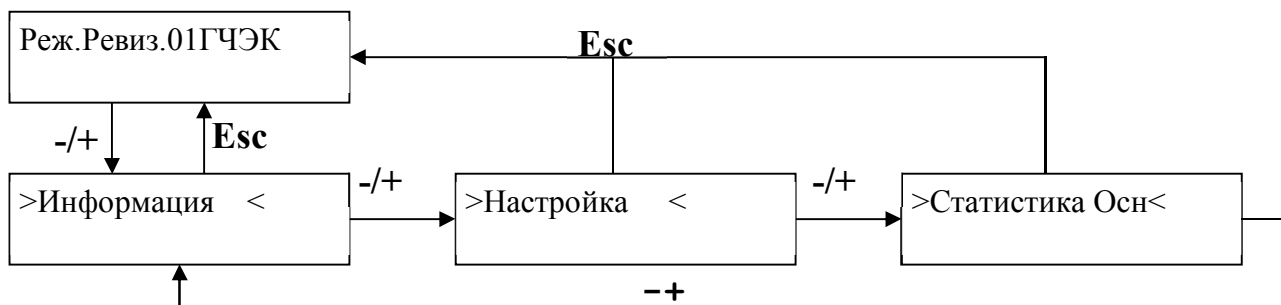 Реж.Ревиз.01ГЧЭК
Esc
-/+
Esc
>Информация <
-/+
>Настройка <
-/+
>Статистика Осн<
-+